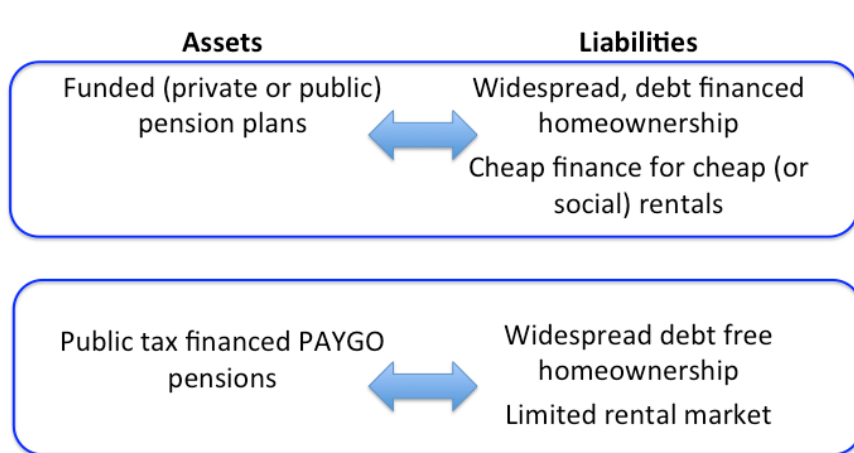 Assets
Liabilities
Funded (private or public)
pension plans
Widespread, debt financed
homeownership
Cheap finance for cheap (or
social) rentals
Public tax financed PAYGO
pensions
Widespread debt free
homeownership
Limited rental market